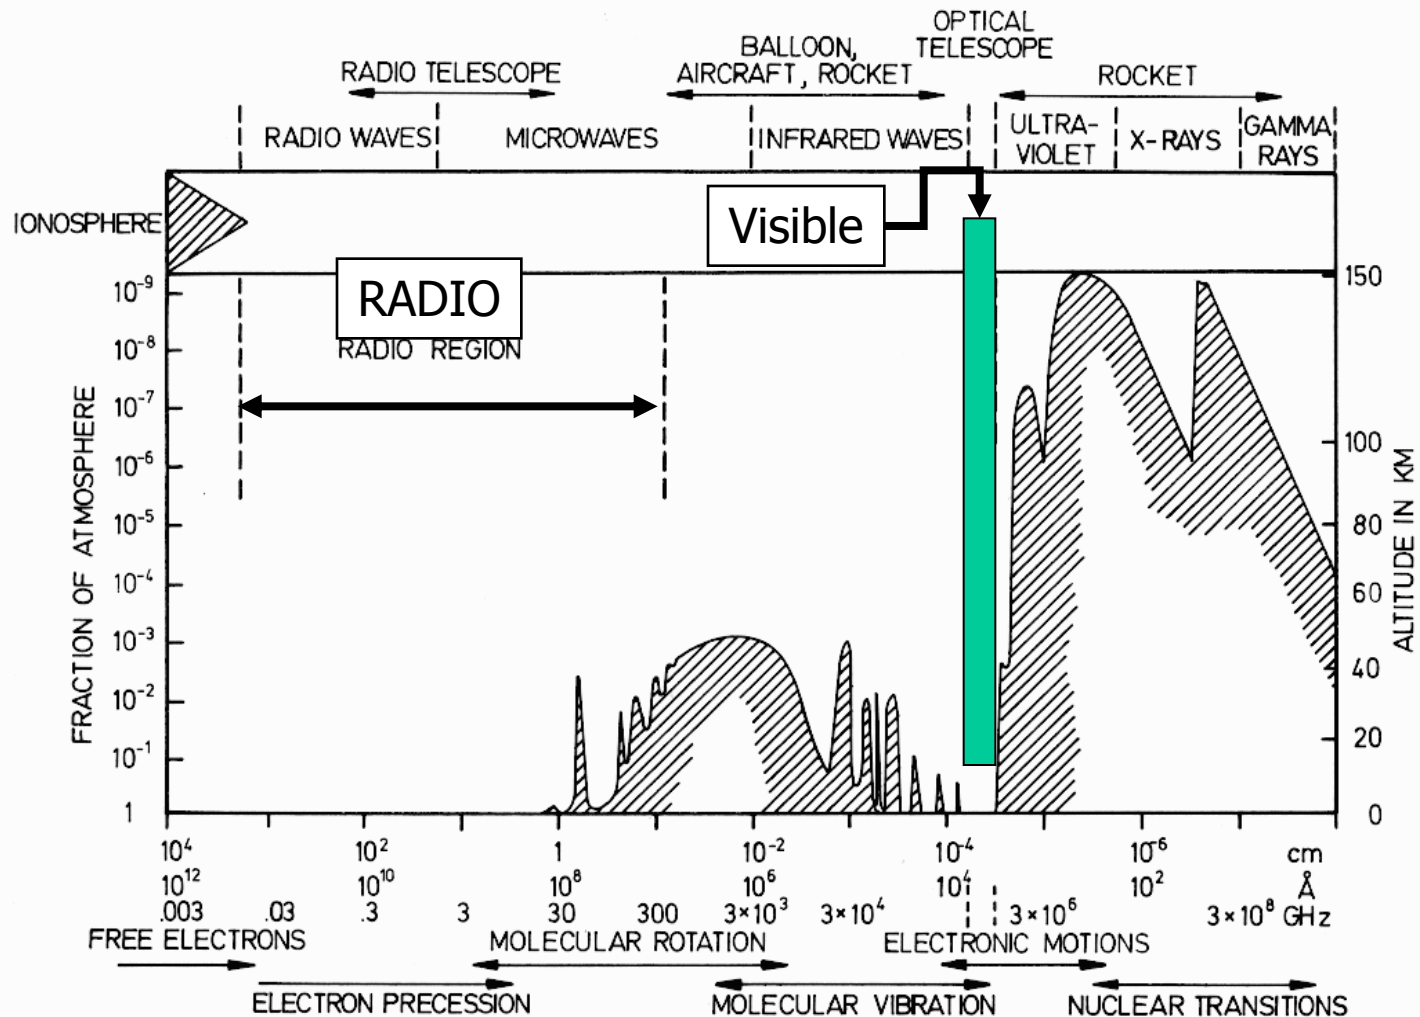 OPTICAL
TELESCOPE
BALLOON,
AIRCRAFT, ROCKET
RADIO TELESCOPE
ROCKET
RADIO WAVES
MICROWAVES
INFRARED WAVES
ULTRA-
VIOLET
X-RAYS
GAMMA
RAYS
IONOSPHERE
Visible
RADIO
RADIO REGION
FRACTION OF ATMOSPHERE
10⁻⁹
10⁻⁸
10⁻⁷
10⁻⁶
10⁻⁵
10⁻⁴
10⁻³
10⁻²
10⁻¹
1
150
100
80
60
40
20
0
ALTITUDE IN KM
10⁴ 10² 1 10⁻² 10⁻⁴ 10⁻⁶ cm
10¹² 10¹⁰ 10⁸ 10⁶ 10⁴ 10² Å
.003 .03 .3 3 30 300 3×10³ 3×10⁴ 3×10⁶ 3×10⁸ GHz
FREE ELECTRONS MOLECULAR ROTATION ELECTRONIC MOTIONS
ELECTRON PRECESSION MOLECULAR VIBRATION NUCLEAR TRANSITIONS